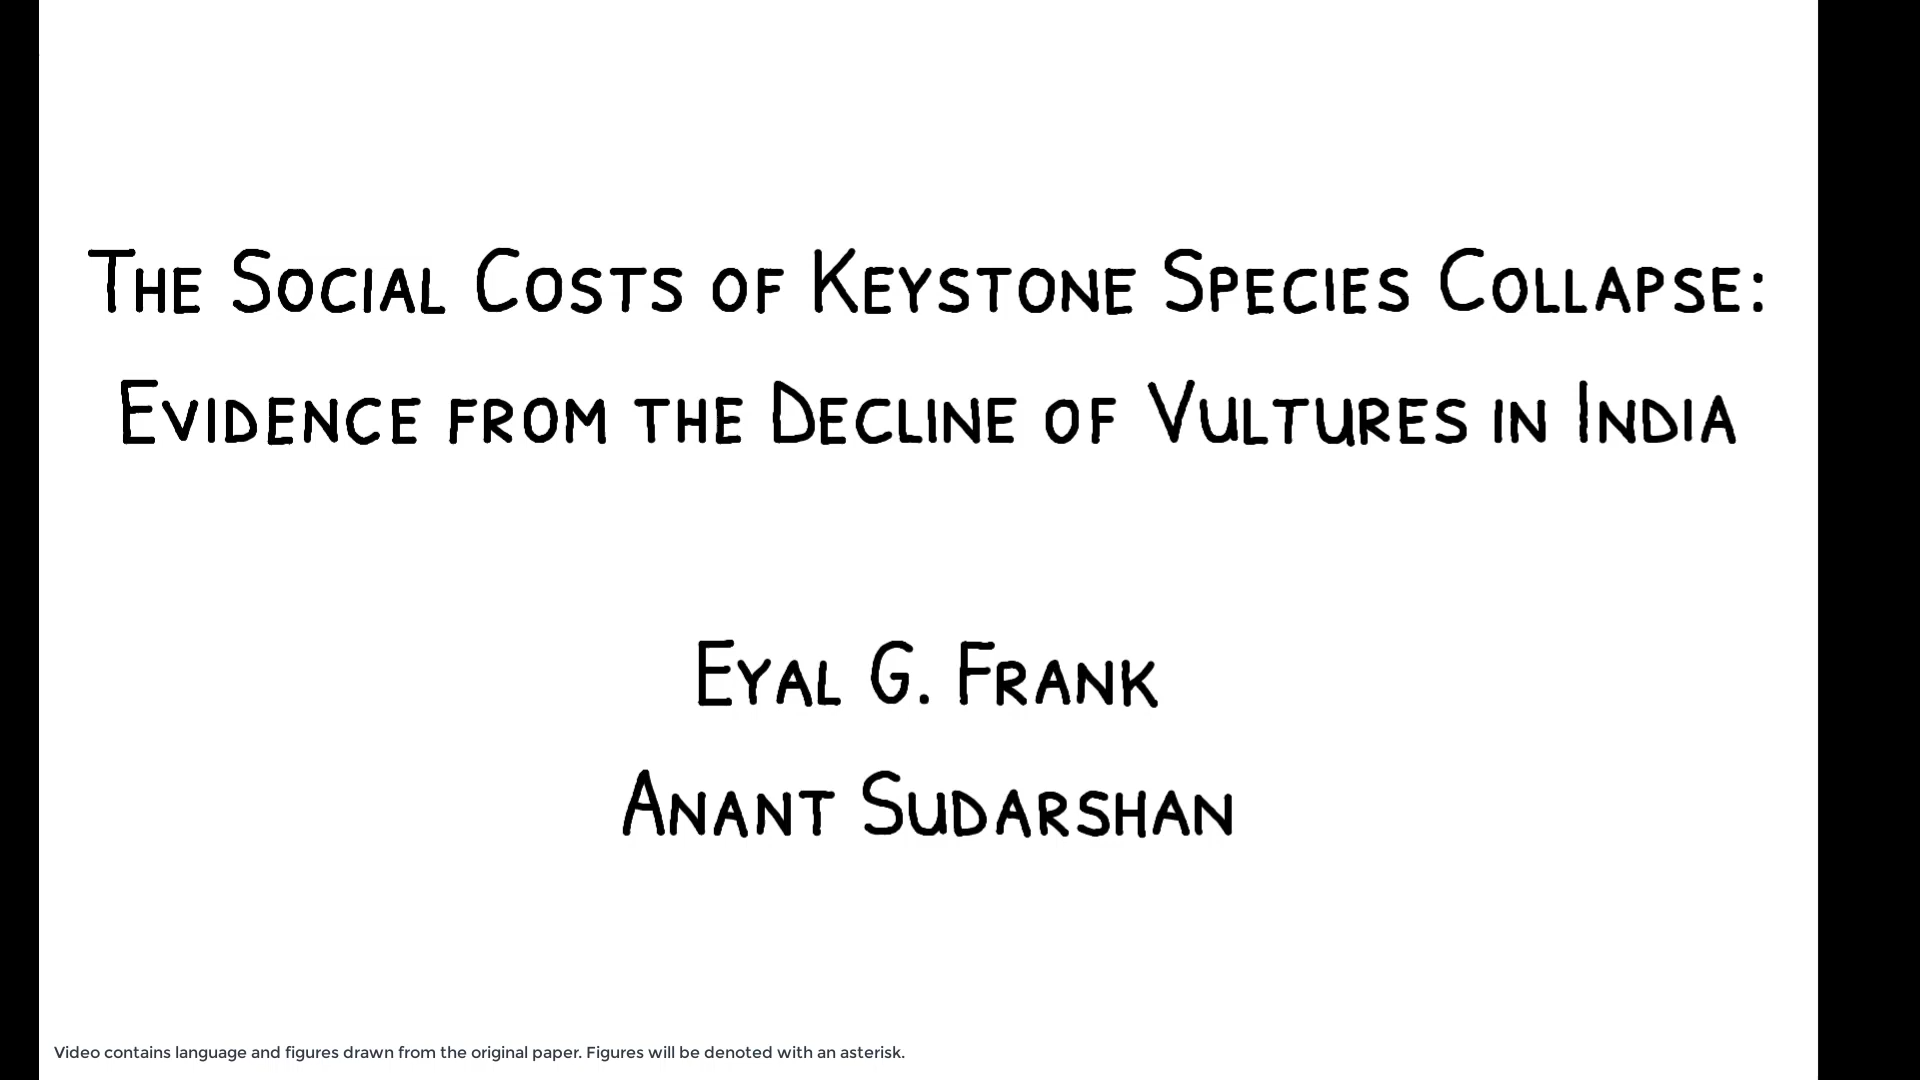 The Social Costs of Keystone Species Collapse:
Evidence from the Decline of Vultures in India
Eyal G. Frank
Anant Sudarshan
Video contains language and figures drawn from the original paper. Figures will be denoted with an asterisk.